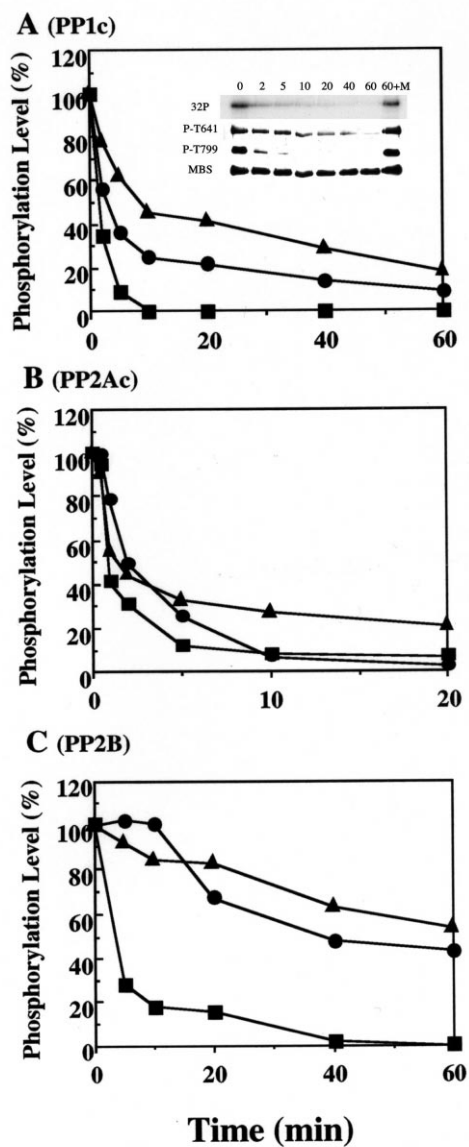 A (PP1c)
Phosphorylation Level (%)
120
100
80
60
40
20
0
0 2 5 10 20 40 60 60+M
32P
P-T641
P-T799
MBS
0 20 40 60
B (PP2Ac)
Phosphorylation Level (%)
120
100
80
60
40
20
0
0 10 20
C (PP2B)
Phosphorylation Level (%)
120
100
80
60
40
20
0
0 20 40 60
Time (min)